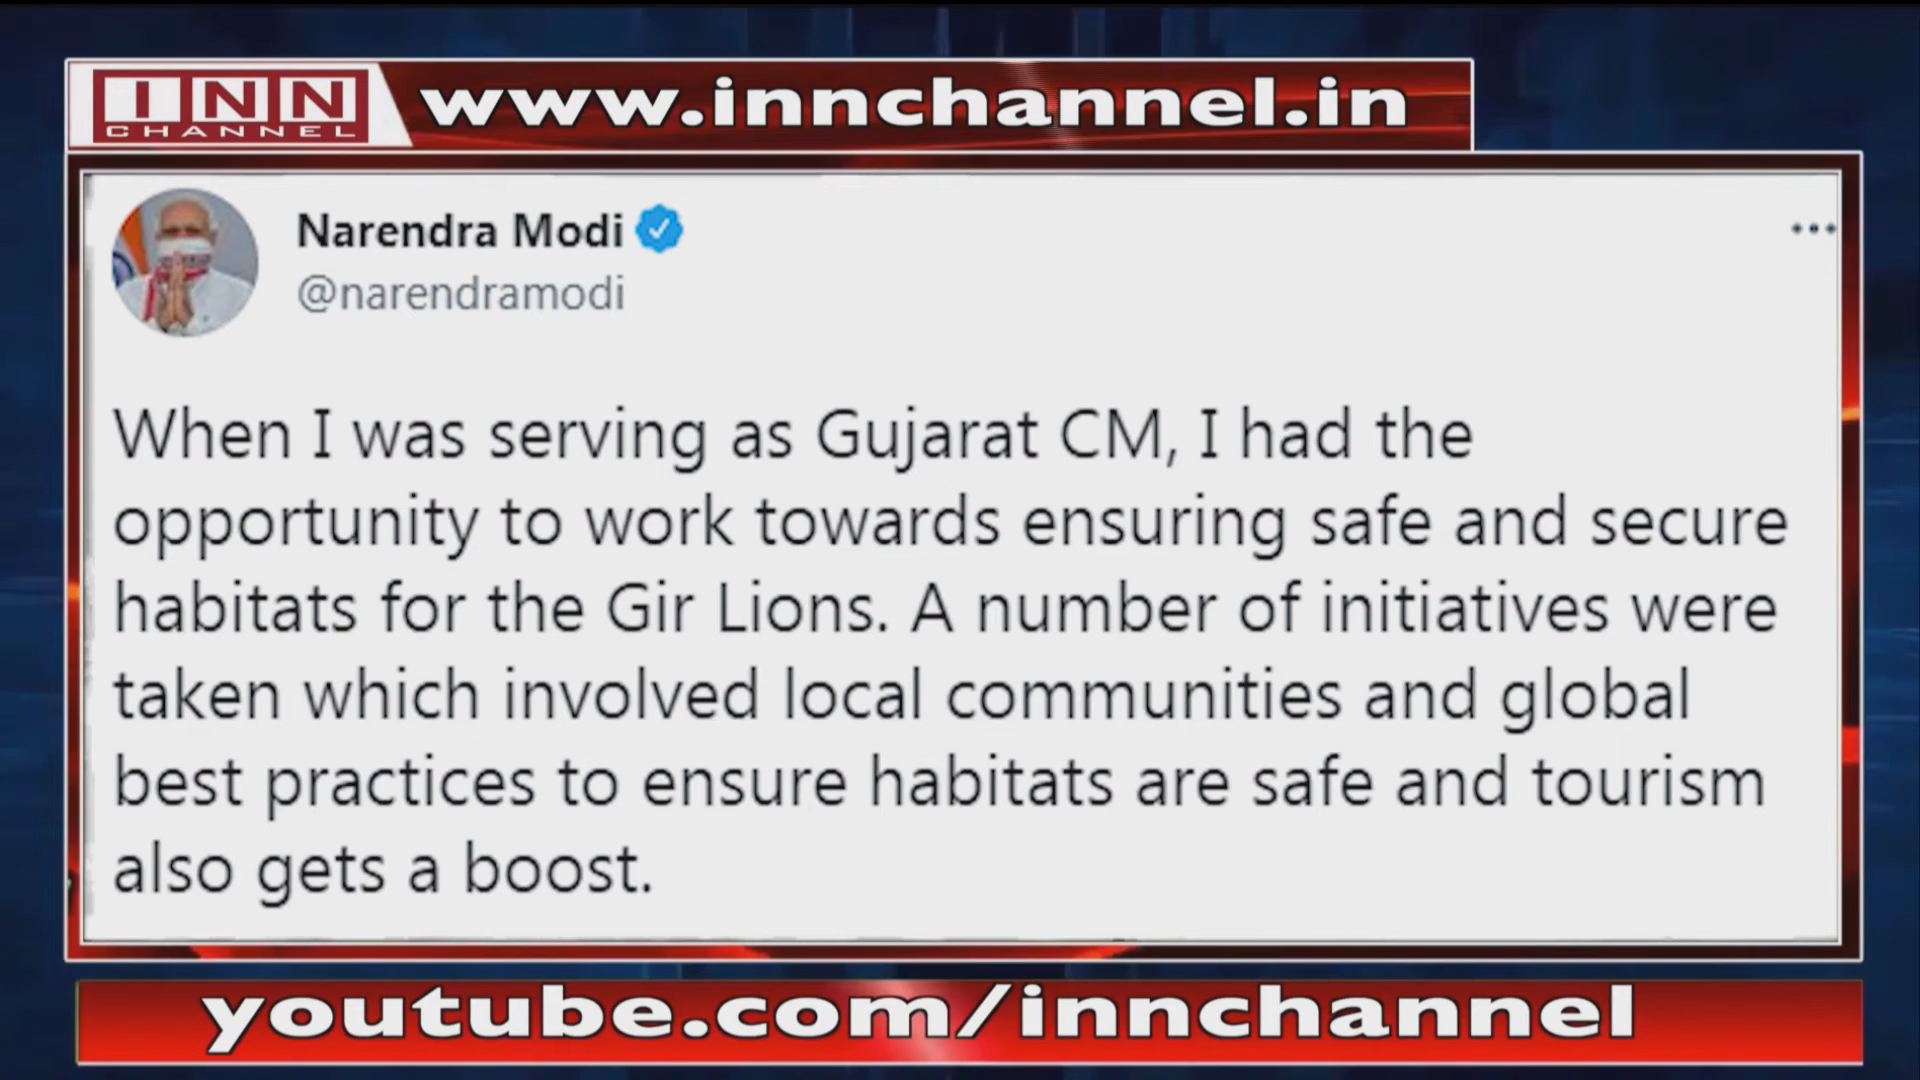 INN
CHANNEL
www.innchannel.in
Narendra Modi
@narendramodi
When I was serving as Gujarat CM, I had the
opportunity to work towards ensuring safe and secure
habitats for the Gir Lions. A number of initiatives were
taken which involved local communities and global
best practices to ensure habitats are safe and tourism
also gets a boost.
youtube.com/innchannel